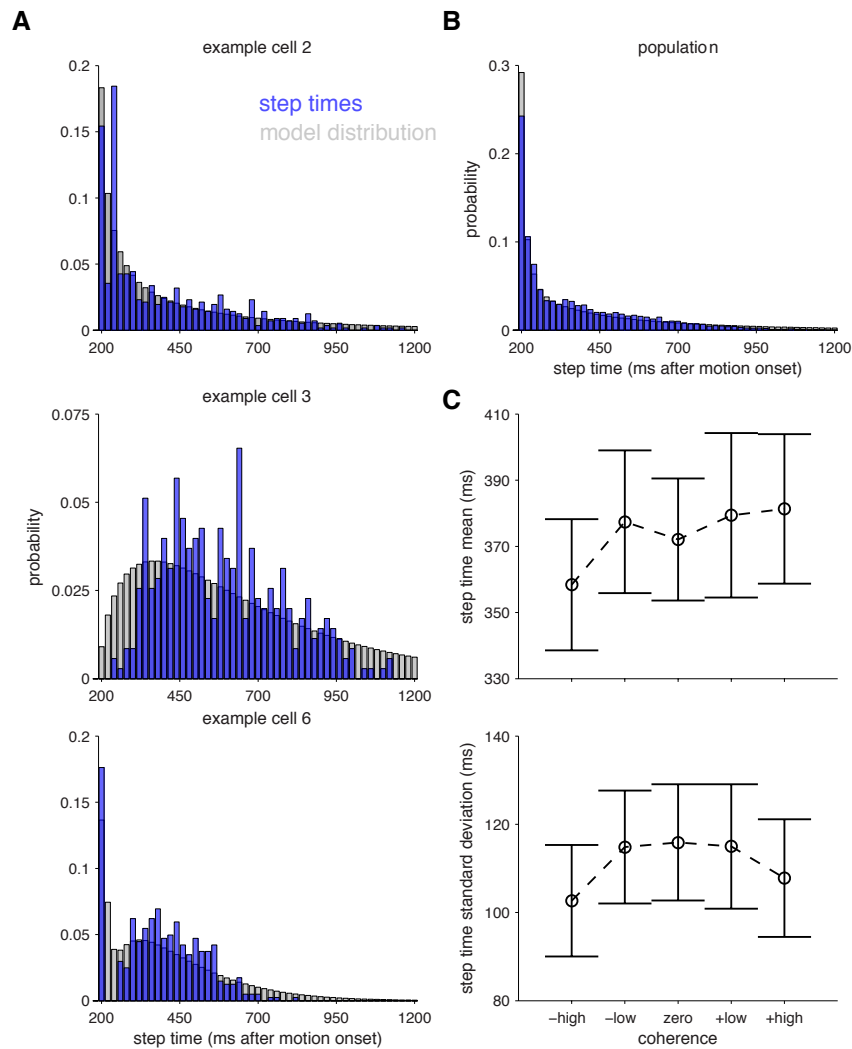 A
example cell 2
0.2
0.15
0.1
0.05
0
200 450 700 950 1200
step times
model distribution
B
population
0.3
0.2
0.1
0
probability
200 450 700 950 1200
step time (ms after motion onset)
example cell 3
0.075
0.05
0.025
0
probability
200 450 700 950 1200
example cell 6
0.2
0.15
0.1
0.05
0
200 450 700 950 1200
step time (ms after motion onset)
C
410
390
370
350
330
step time mean (ms)
140
120
100
80
step time standard deviation (ms)
−high −low zero +low +high
coherence